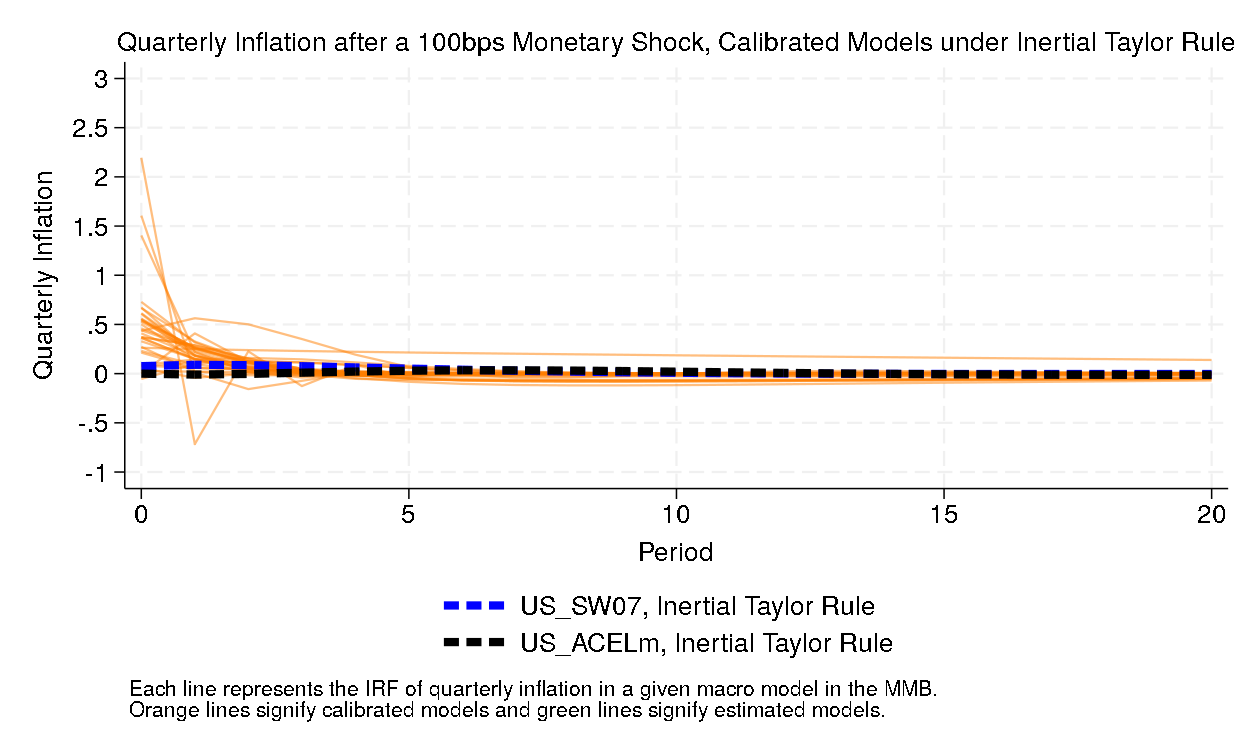 Quarterly Inflation after a 100bps Monetary Shock, Calibrated Models under Inertial Taylor Rule
3
2.5
2
1.5
1
.5
0
-.5
-1
Quarterly Inflation
0 5 10 15 20
Period
US_SW07, Inertial Taylor Rule
US_ACELm, Inertial Taylor Rule
Each line represents the IRF of quarterly inflation in a given macro model in the MMB.
Orange lines signify calibrated models and green lines signify estimated models.